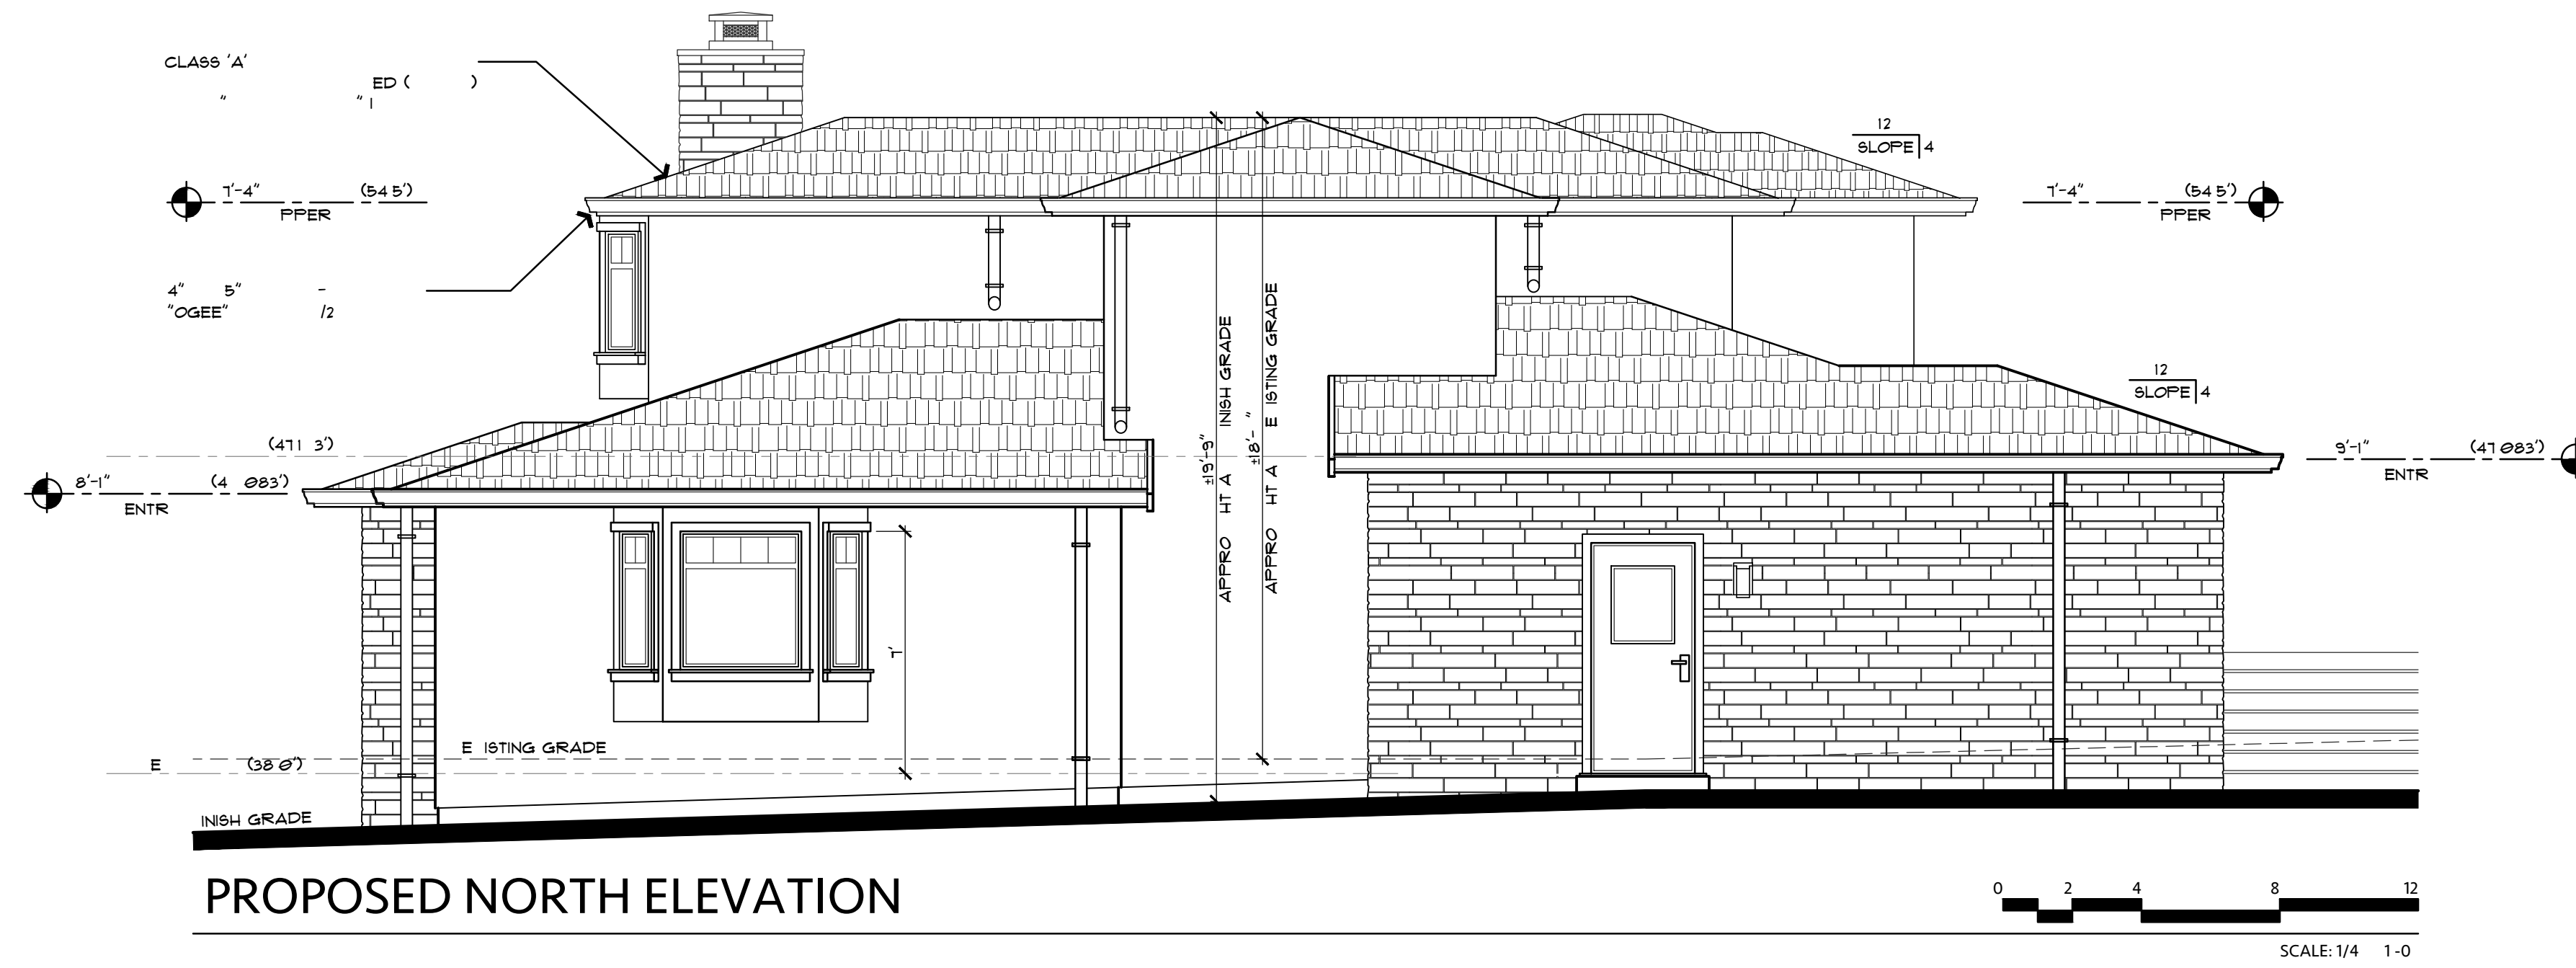 CLASS 'A'
ED ( )
" " 1
12
SLOPE 4
7'-4" (54 5')
PPER
7'-4" (54 5')
PPER
4" 5" -
"OGEE" /2
12
SLOPE 4
(471 3')
8'-1" (4 083')
ENTR
9'-1" (47 083')
ENTR
±19'-9"
APPRO HT A INISH GRADE
±18'- "
APPRO HT A E ISTING GRADE
7'
E ISTING GRADE
E (38 0')
INISH GRADE
PROPOSED NORTH ELEVATION
0 2 4 8 12
SCALE: 1/4 1-0